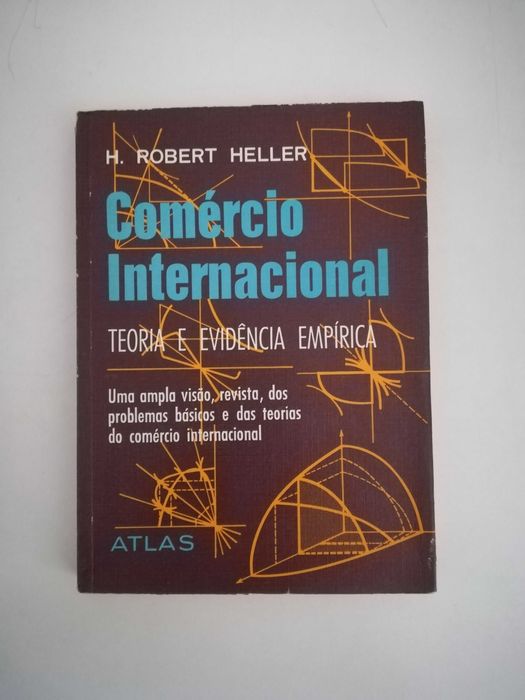 H. ROBERT HELLER
Comércio
Internacional
TEORIA E EVIDÊNCIA EMPÍRICA
Uma ampla visão, revista, dos
problemas básicos e das teorias
do comércio internacional
ATLAS